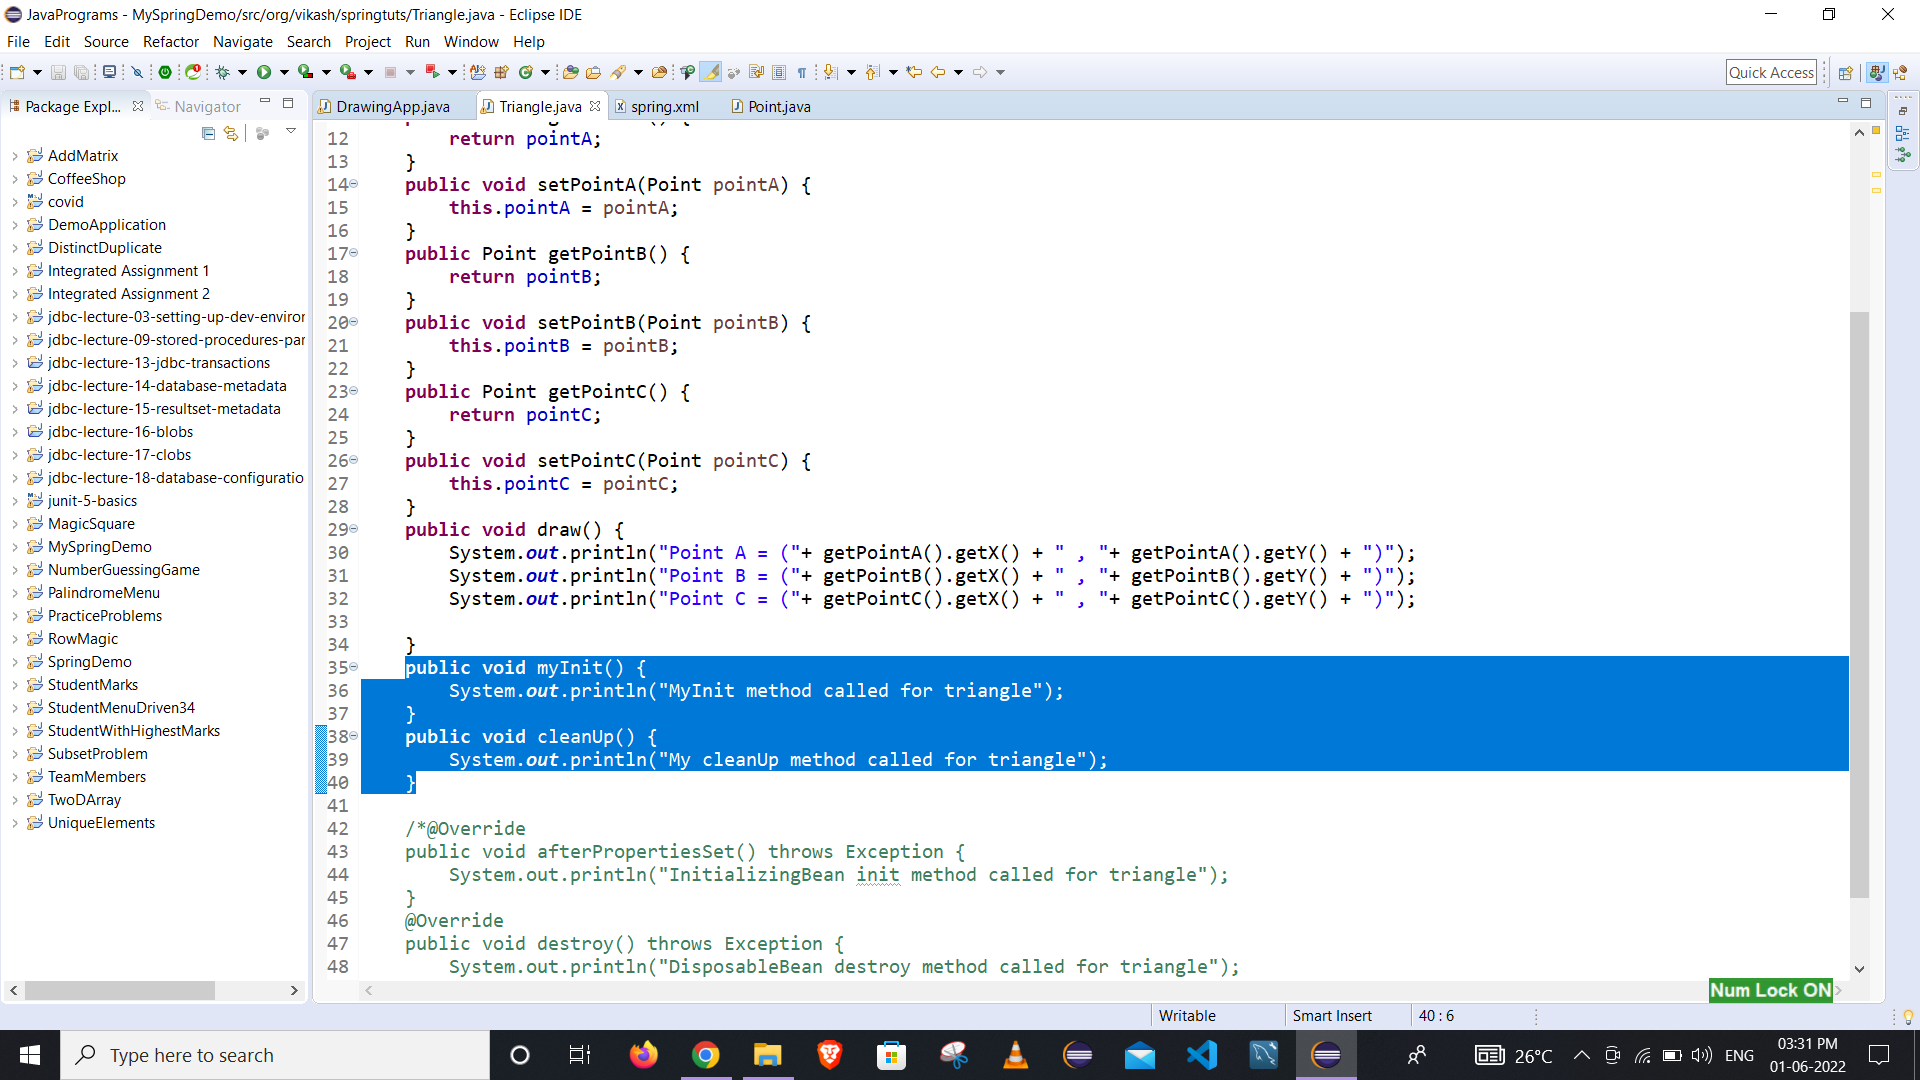 JavaPrograms - MySpringDemo/src/org/vikash/springtuts/Triangle.java - Eclipse IDE
File Edit Source Refactor Navigate Search Project Run Window Help
Quick Access
Package Expl... Navigator
DrawingApp.java Triangle.java spring.xml Point.java
AddMatrix
CoffeeShop
covid
DemoApplication
DistinctDuplicate
Integrated Assignment 1
Integrated Assignment 2
jdbc-lecture-03-setting-up-dev-enviror
jdbc-lecture-09-stored-procedures-par
jdbc-lecture-13-jdbc-transactions
jdbc-lecture-14-database-metadata
jdbc-lecture-15-resultset-metadata
jdbc-lecture-16-blobs
jdbc-lecture-17-clobs
jdbc-lecture-18-database-configuratio
junit-5-basics
MagicSquare
MySpringDemo
NumberGuessingGame
PalindromeMenu
PracticeProblems
RowMagic
SpringDemo
StudentMarks
StudentMenuDriven34
StudentWithHighestMarks
SubsetProblem
TeamMembers
TwoDArray
UniqueElements
12 return pointA;
13 }
14 public void setPointA(Point pointA) {
15 this.pointA = pointA;
16 }
17 public Point getPointB() {
18 return pointB;
19 }
20 public void setPointB(Point pointB) {
21 this.pointB = pointB;
22 }
23 public Point getPointC() {
24 return pointC;
25 }
26 public void setPointC(Point pointC) {
27 this.pointC = pointC;
28 }
29 public void draw() {
30 System.out.println("Point A = ("+ getPointA().getX() + " , "+ getPointA().getY() + ")");
31 System.out.println("Point B = ("+ getPointB().getX() + " , "+ getPointB().getY() + ")");
32 System.out.println("Point C = ("+ getPointC().getX() + " , "+ getPointC().getY() + ")");
33
34 }
35 public void myInit() {
36 System.out.println("MyInit method called for triangle");
37 }
38 public void cleanUp() {
39 System.out.println("My cleanUp method called for triangle");
40 }
41
42 /*@Override
43 public void afterPropertiesSet() throws Exception {
44 System.out.println("InitializingBean init method called for triangle");
45 }
46 @Override
47 public void destroy() throws Exception {
48 System.out.println("DisposableBean destroy method called for triangle");
Num Lock ON
Writable Smart Insert 40 : 6
Type here to search
26°C ENG 03:31 PM
01-06-2022